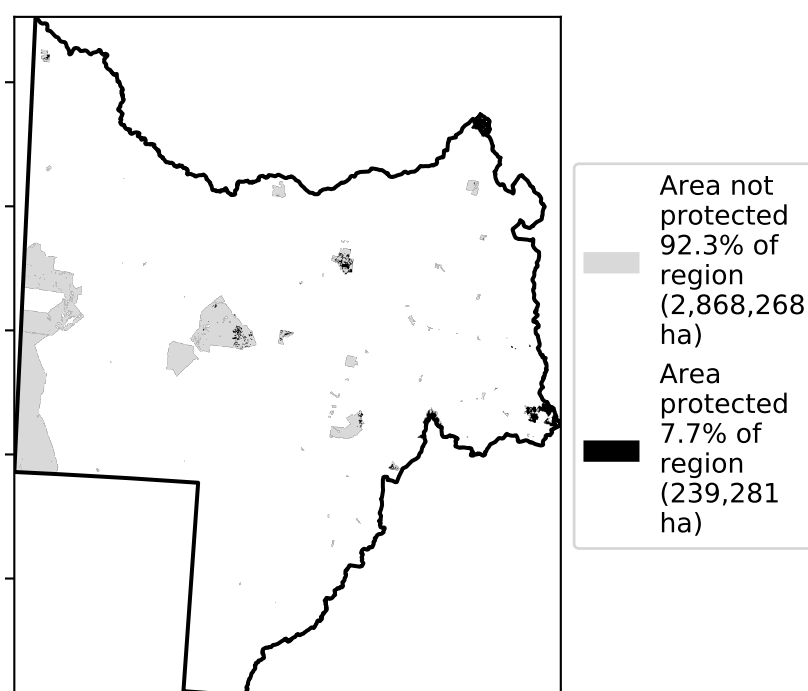 Area not
protected
92.3% of
region
(2,868,268
ha)
Area
protected
7.7% of
region
(239,281
ha)